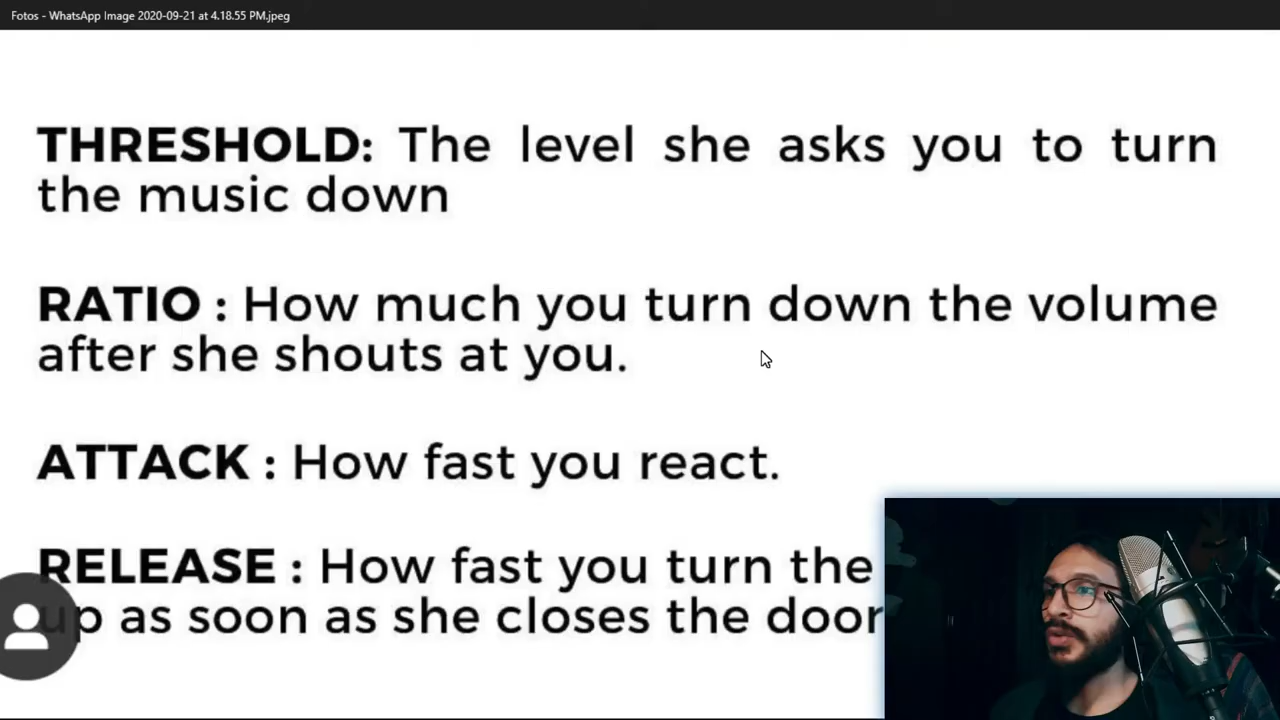 Fotos - WhatsApp Image 2020-09-21 at 4.18.55 PM.jpeg
THRESHOLD: The level she asks you to turn
the music down
RATIO : How much you turn down the volume
after she shouts at you.
ATTACK : How fast you react.
RELEASE : How fast you turn the
up as soon as she closes the door